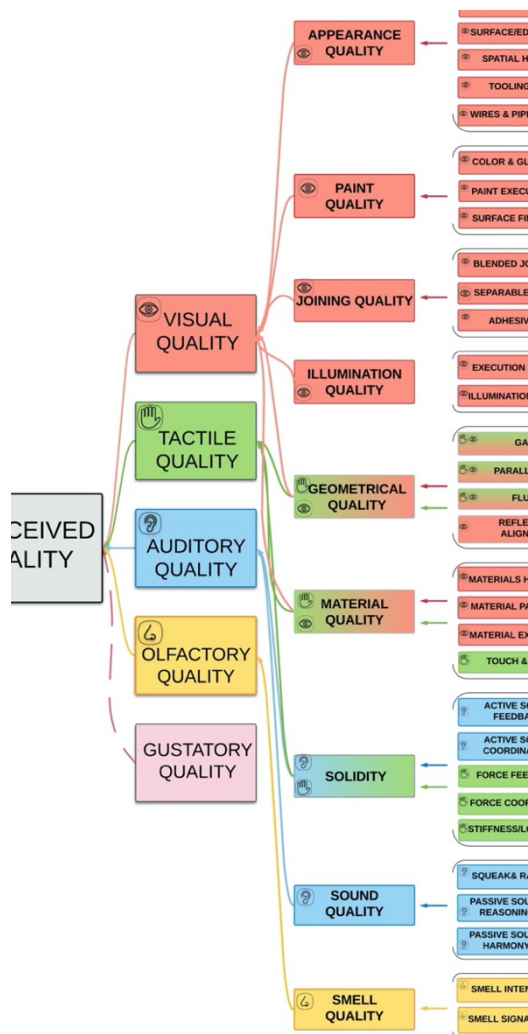 APPEARANCE
QUALITY
PAINT
QUALITY
JOINING QUALITY
ILLUMINATION
QUALITY
GEOMETRICAL
QUALITY
MATERIAL
QUALITY
SOLIDITY
SOUND
QUALITY
SMELL
QUALITY
VISUAL
QUALITY
TACTILE
QUALITY
AUDITORY
QUALITY
OLFACTORY
QUALITY
GUSTATORY
QUALITY
CEIVED
ALITY
SURFACE/ED
SPATIAL H
TOOLING
WIRES & PIP
COLOR & GL
PAINT EXECU
SURFACE FI
BLENDED JO
SEPARABLE
ADHESIV
EXECUTION
ILLUMINATION
GA
PARALL
FLU
REFLE
ALIGN
MATERIALS H
MATERIAL PA
MATERIAL EX
TOUCH &
ACTIVE SO
FEEDBA
ACTIVE SO
COORDINA
FORCE FEE
FORCE COOR
STIFFNESS/LO
SQUEAK& RA
PASSIVE SOU
REASONIN
PASSIVE SOU
HARMONY
SMELL INTEN
SMELL SIGNA